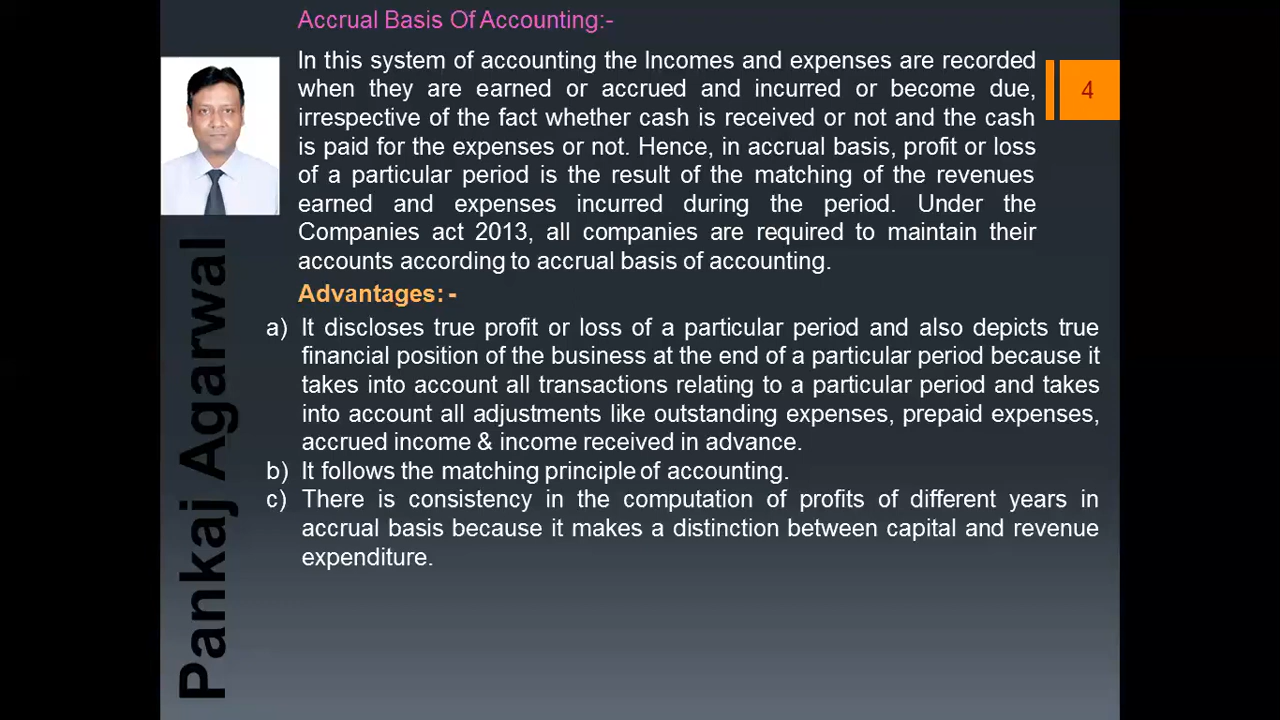 Accrual Basis Of Accounting:-
In this system of accounting the Incomes and expenses are recorded
when they are earned or accrued and incurred or become due,
irrespective of the fact whether cash is received or not and the cash
is paid for the expenses or not. Hence, in accrual basis, profit or loss
of a particular period is the result of the matching of the revenues
earned and expenses incurred during the period. Under the
Companies act 2013, all companies are required to maintain their
accounts according to accrual basis of accounting.
4
Advantages: -
a) It discloses true profit or loss of a particular period and also depicts true
financial position of the business at the end of a particular period because it
takes into account all transactions relating to a particular period and takes
into account all adjustments like outstanding expenses, prepaid expenses,
accrued income & income received in advance.
b) It follows the matching principle of accounting.
c) There is consistency in the computation of profits of different years in
accrual basis because it makes a distinction between capital and revenue
expenditure.
Pankaj Agarwal